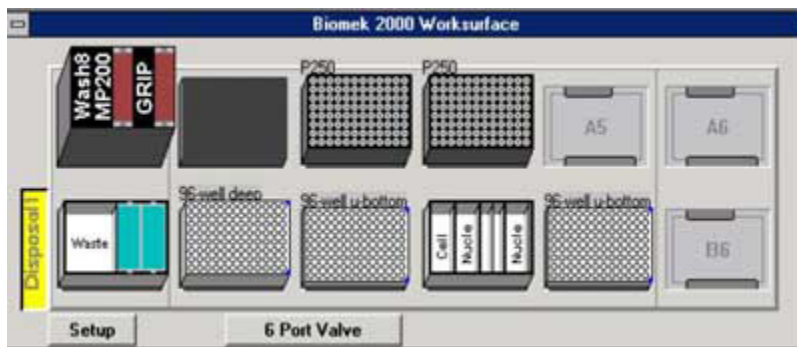 Biomek 2000 Worksurface
Wash8
MP200
GRIP
P250
P250
A5
A6
Disposal1
Waste
96-well deep
96-well u-bottom
Cell
Nucle
Nucle
96-well u-bottom
B6
Setup
6 Port Valve